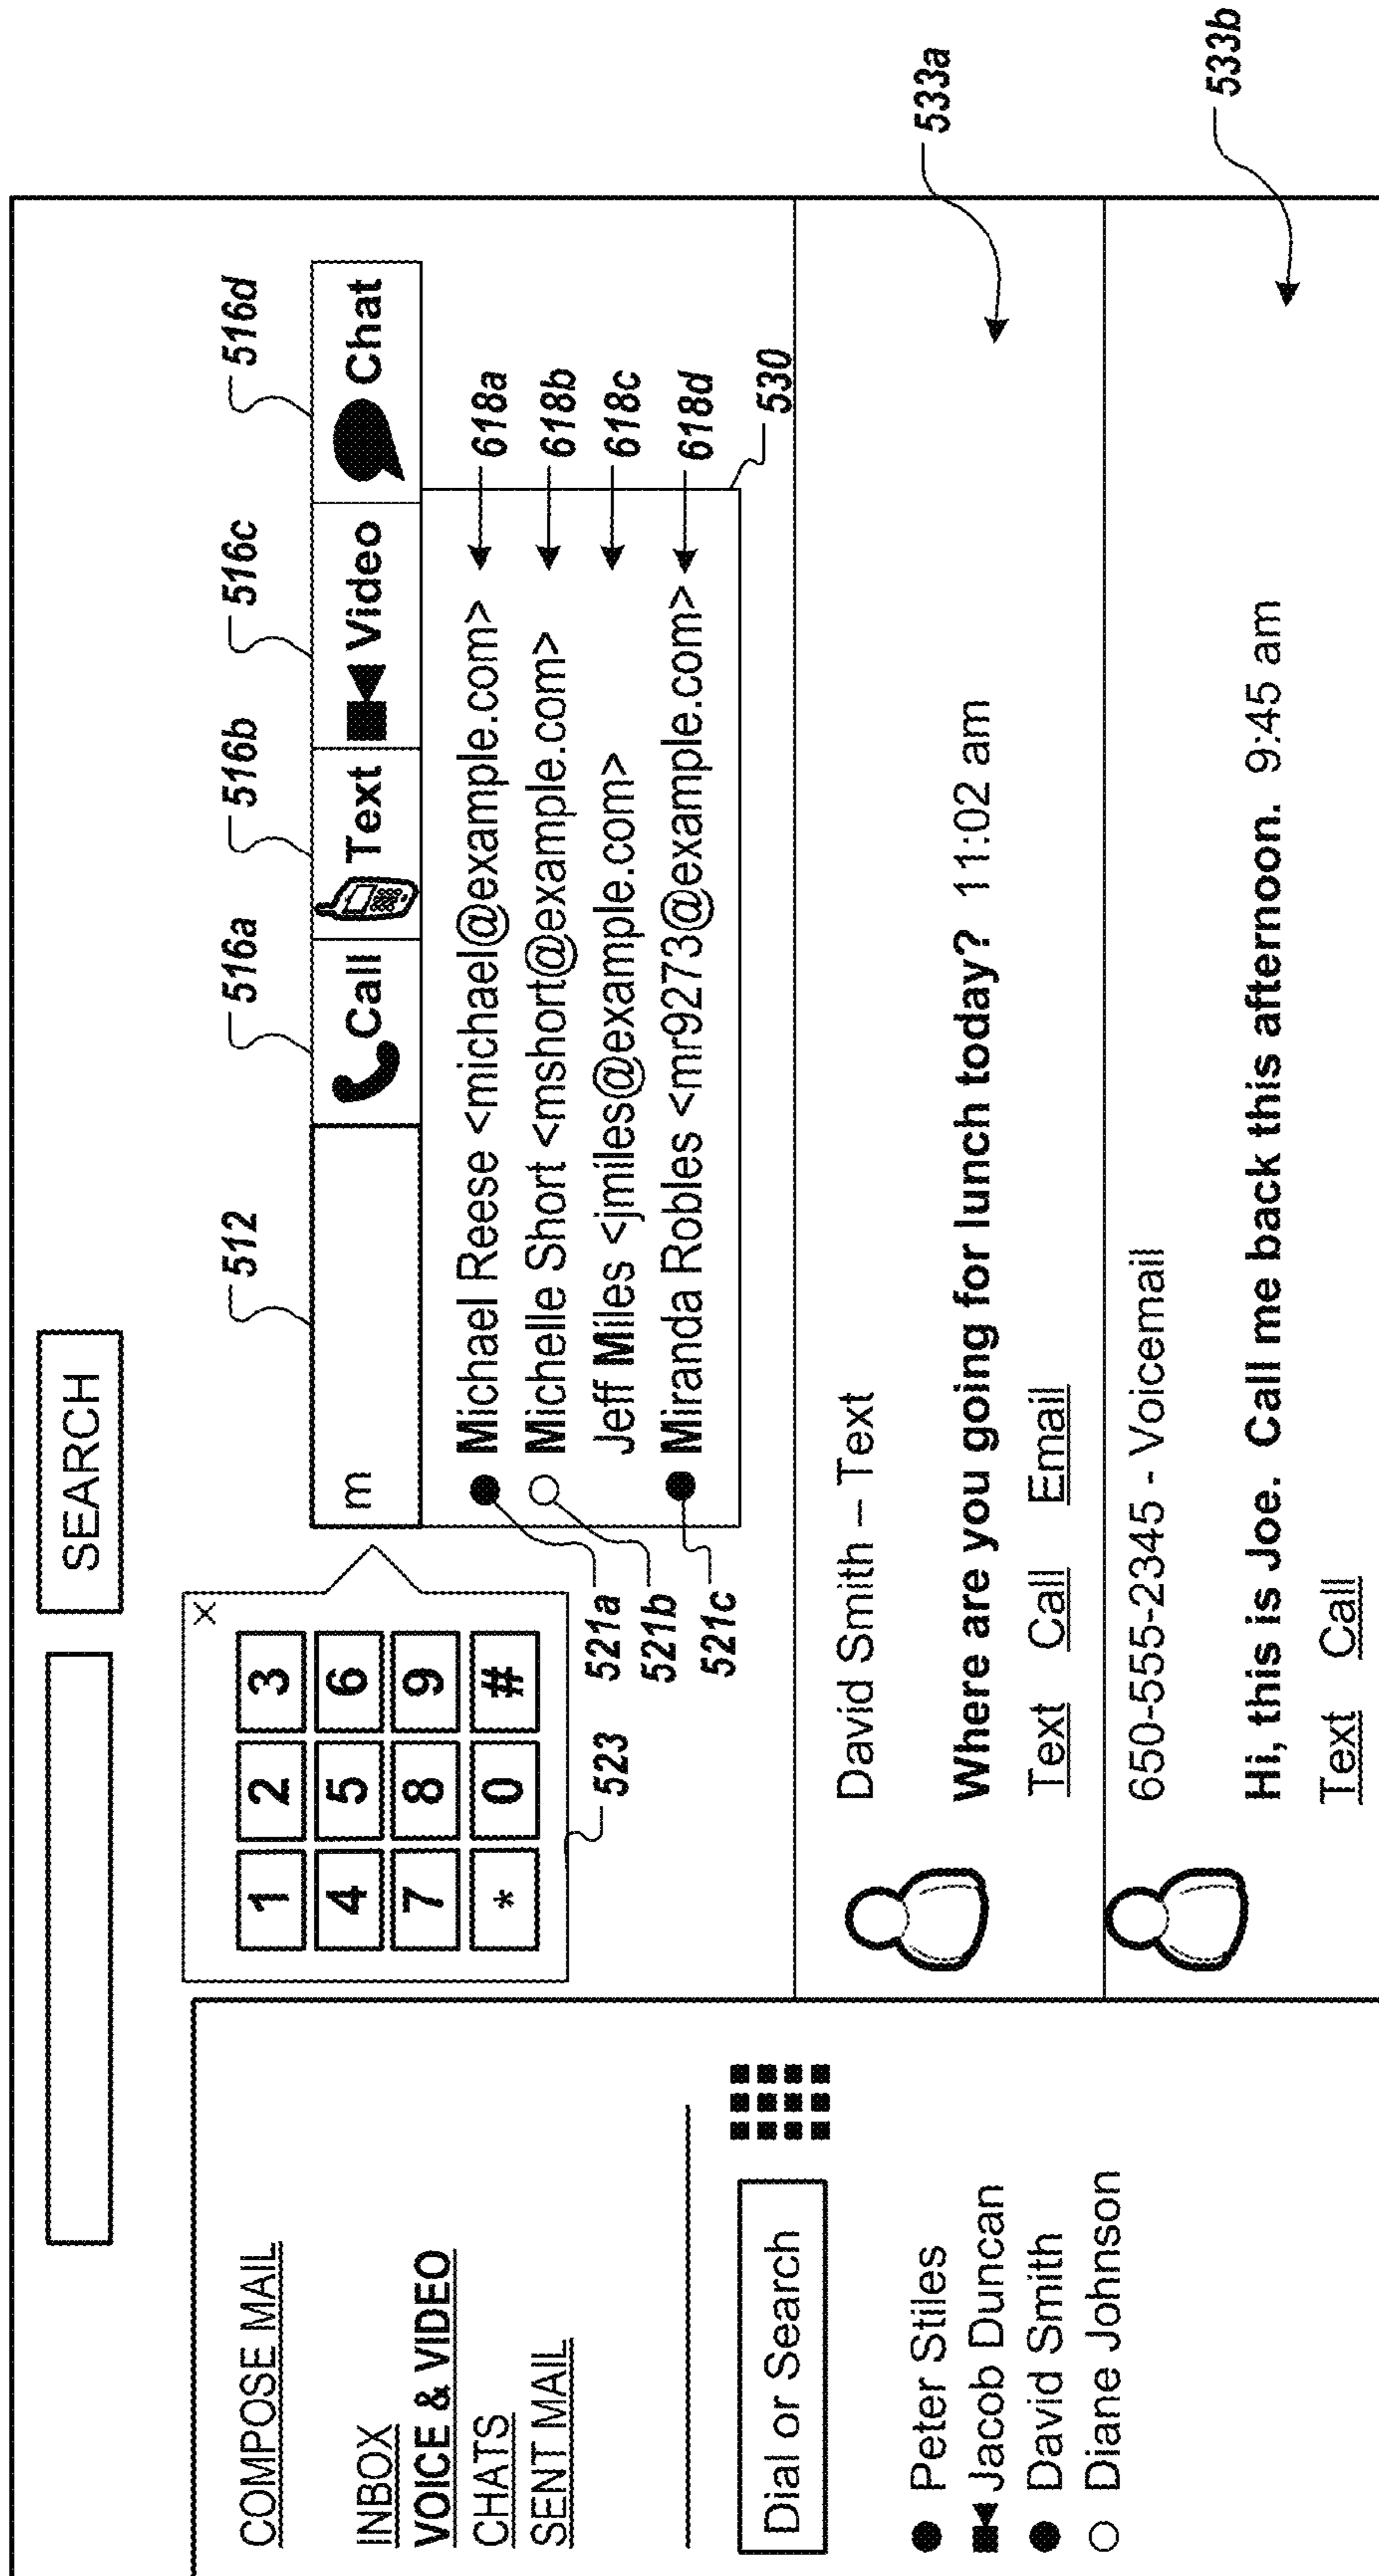 SEARCH
COMPOSE MAIL
INBOX
VOICE & VIDEO
CHATS
SENT MAIL
Dial or Search
Peter Stiles
Jacob Duncan
David Smith
Diane Johnson
X
1 2 3
4 5 6
7 8 9
* 0 #
523
512
516a
516b
516c
516d
m
Call
Text
Video
Chat
Michael Reese <michael@example.com>
618a
Michelle Short <mshort@example.com>
618b
Jeff Miles <jmiles@example.com>
618c
Miranda Robles <mr9273@example.com>
618d
521a
521b
521c
530
David Smith – Text
533a
Where are you going for lunch today? 11:02 am
Text Call Email
650-555-2345 - Voicemail
533b
Hi, this is Joe. Call me back this afternoon. 9:45 am
Text Call